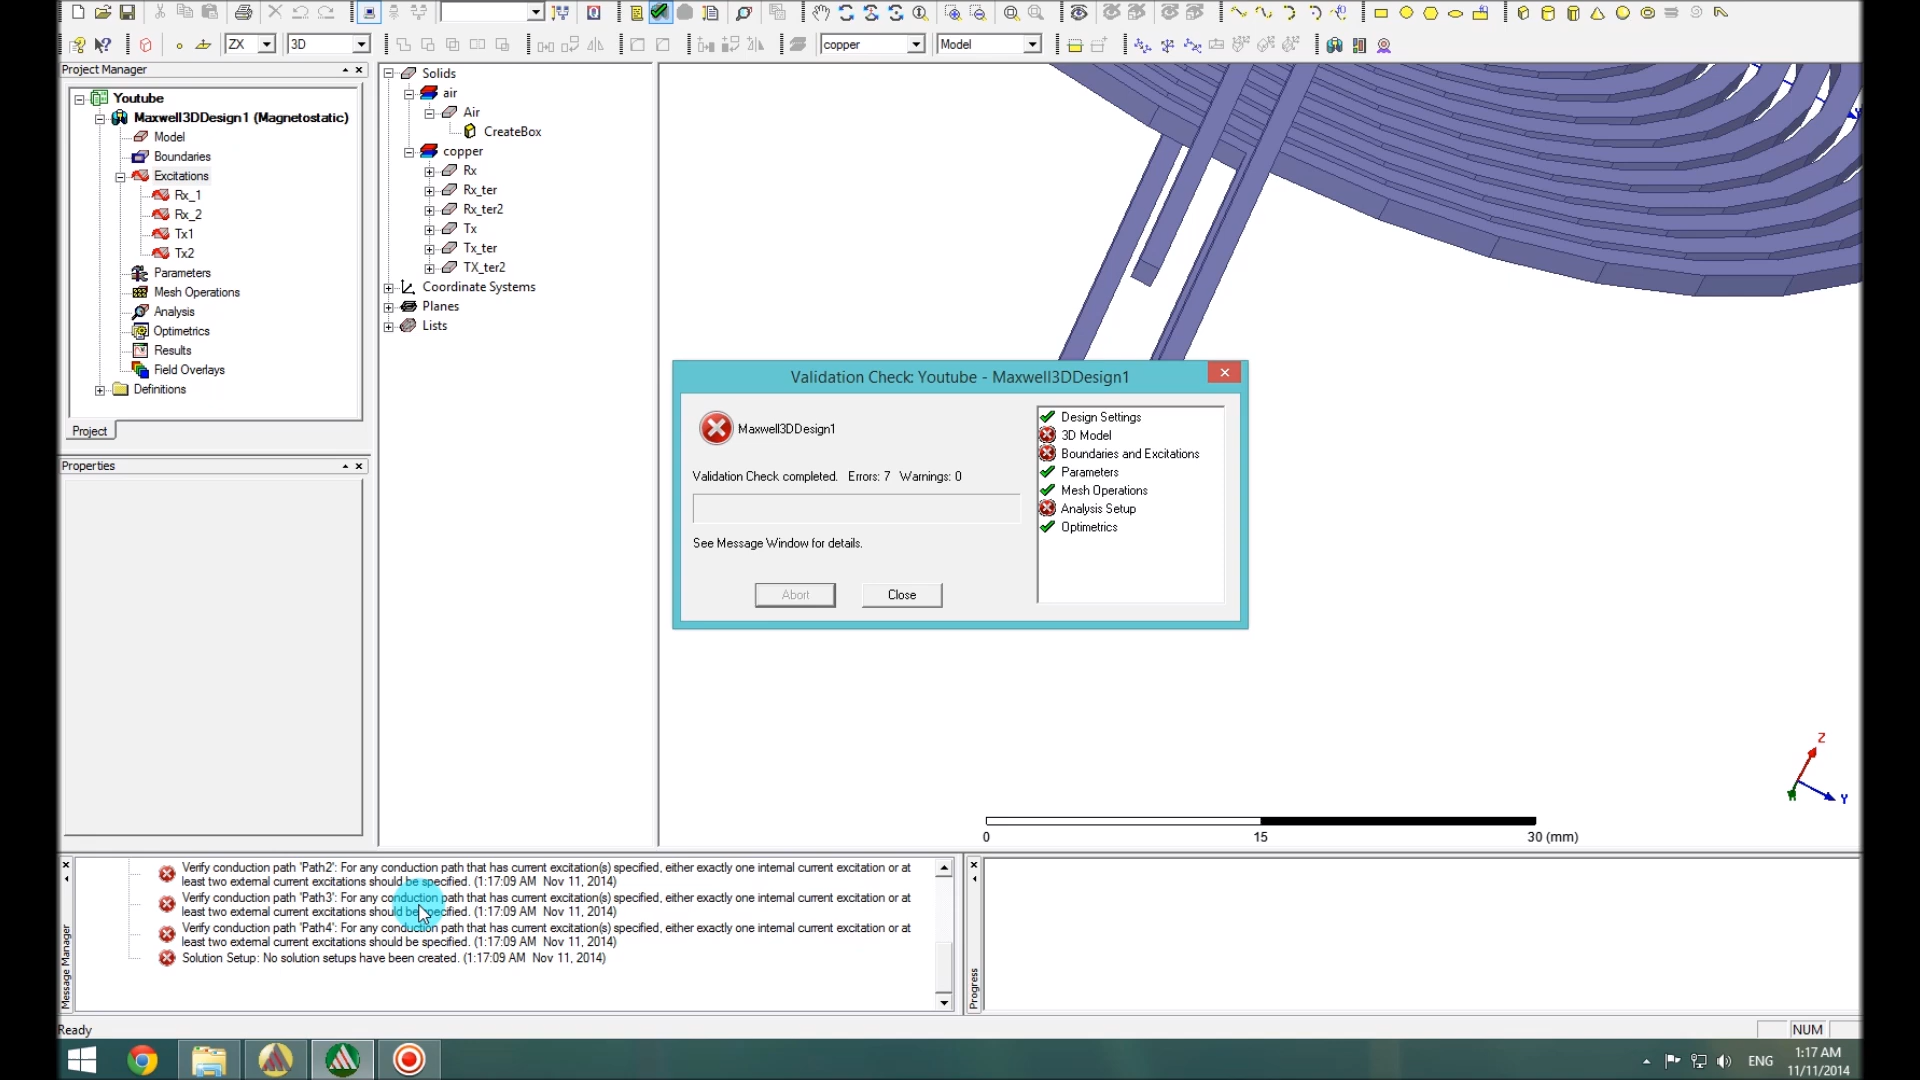 ZX
3D
copper
Model
Project Manager
Youtube
Maxwell3DDesign1 (Magnetostatic)
Model
Boundaries
Excitations
Rx_1
Rx_2
Tx1
Tx2
Parameters
Mesh Operations
Analysis
Optimetrics
Results
Field Overlays
Definitions
Project
Properties
Solids
air
Air
CreateBox
copper
Rx
Rx_ter
Rx_ter2
Tx
Tx_ter
TX_ter2
Coordinate Systems
Planes
Lists
Validation Check: Youtube - Maxwell3DDesign1
Maxwell3DDesign1
Validation Check completed. Errors: 7 Warnings: 0
See Message Window for details.
Abort
Close
Design Settings
3D Model
Boundaries and Excitations
Parameters
Mesh Operations
Analysis Setup
Optimetrics
Z
Y
0
15
30 (mm)
Verify conduction path 'Path2': For any conduction path that has current excitation(s) specified, either exactly one internal current excitation or at
least two external current excitations should be specified. (1:17:09 AM Nov 11, 2014)
Verify conduction path 'Path3': For any conduction path that has current excitation(s) specified, either exactly one internal current excitation or at
least two external current excitations should be specified. (1:17:09 AM Nov 11, 2014)
Verify conduction path 'Path4': For any conduction path that has current excitation(s) specified, either exactly one internal current excitation or at
least two external current excitations should be specified. (1:17:09 AM Nov 11, 2014)
Solution Setup: No solution setups have been created. (1:17:09 AM Nov 11, 2014)
Message Manager
Progress
Ready
NUM
ENG
1:17 AM
11/11/2014